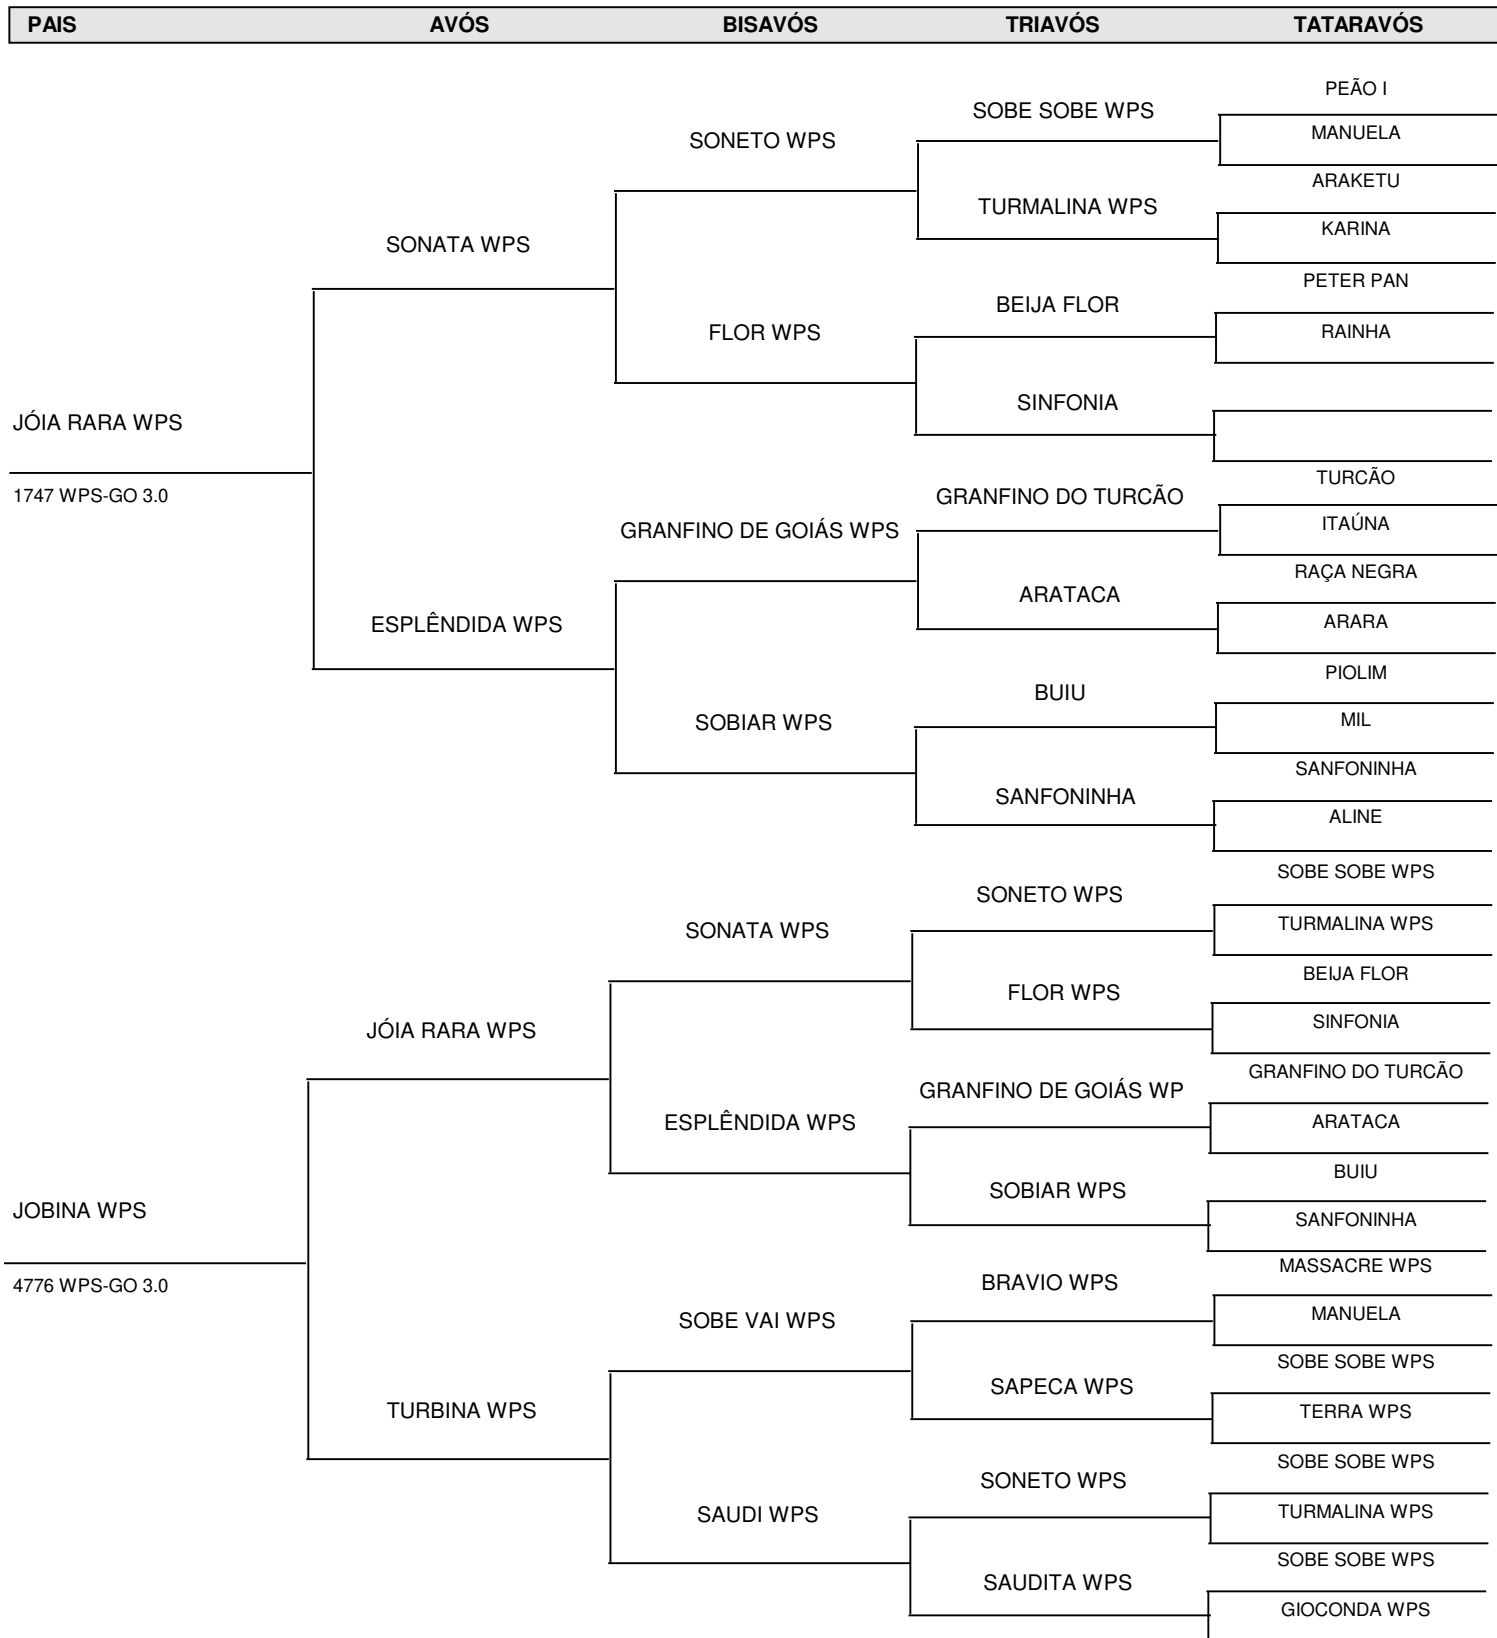 PAIS AVÓS BISAVÓS TRIAVÓS TATARAVÓS
PEÃO I
SOBE SOBE WPS
MANUELA
SONETO WPS
ARAKETU
TURMALINA WPS
KARINA
SONATA WPS
PETER PAN
BEIJA FLOR
RAINHA
FLOR WPS
SINFONIA
JÓIA RARA WPS
1747 WPS-GO 3.0
TURCÃO
GRANFINO DO TURCÃO
ITAÚNA
GRANFINO DE GOIÁS WPS
RAÇA NEGRA
ARATACA
ARARA
ESPLÊNDIDA WPS
PIOLIM
BUIU
MIL
SOBIAR WPS
SANFONINHA
SANFONINHA
ALINE
SOBE SOBE WPS
SONETO WPS
TURMALINA WPS
SONATA WPS
BEIJA FLOR
FLOR WPS
SINFONIA
JÓIA RARA WPS
GRANFINO DO TURCÃO
GRANFINO DE GOIÁS WP
ARATACA
ESPLÊNDIDA WPS
BUIU
SOBIAR WPS
SANFONINHA
JOBINA WPS
4776 WPS-GO 3.0
MASSACRE WPS
BRAVIO WPS
MANUELA
SOBE VAI WPS
SOBE SOBE WPS
SAPECA WPS
TERRA WPS
TURBINA WPS
SOBE SOBE WPS
SONETO WPS
TURMALINA WPS
SAUDI WPS
SOBE SOBE WPS
SAUDITA WPS
GIOCONDA WPS